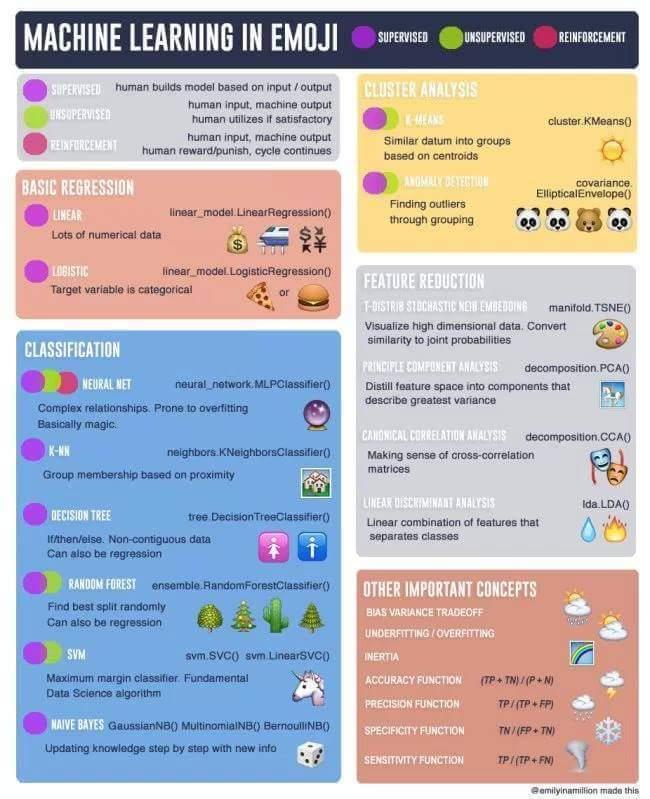 MACHINE LEARNING IN EMOJI
SUPERVISED
UNSUPERVISED
REINFORCEMENT
SUPERVISED human builds model based on input / output
UNSUPERVISED human input, machine output
human utilizes if satisfactory
REINFORCEMENT human input, machine output
human reward/punish, cycle continues
BASIC REGRESSION
LINEAR linear_model.LinearRegression()
Lots of numerical data
LOGISTIC linear_model.LogisticRegression()
Target variable is categorical
or
CLASSIFICATION
NEURAL NET neural_network.MLPClassifier()
Complex relationships. Prone to overfitting
Basically magic.
K-NN neighbors.KNeighborsClassifier()
Group membership based on proximity
DECISION TREE tree.DecisionTreeClassifier()
If/then/else. Non-contiguous data
Can also be regression
RANDOM FOREST ensemble.RandomForestClassifier()
Find best split randomly
Can also be regression
SVM svm.SVC() svm.LinearSVC()
Maximum margin classifier. Fundamental
Data Science algorithm
NAIVE BAYES GaussianNB() MultinomialNB() BernoulliNB()
Updating knowledge step by step with new info
CLUSTER ANALYSIS
K-MEANS cluster.KMeans()
Similar datum into groups
based on centroids
ANOMALY DETECTION covariance.
EllipticalEnvelope()
Finding outliers
through grouping
FEATURE REDUCTION
T-DISTRIB STOCHASTIC NEIB EMBEDDING manifold.TSNE()
Visualize high dimensional data. Convert
similarity to joint probabilities
PRINCIPLE COMPONENT ANALYSIS decomposition.PCA()
Distill feature space into components that
describe greatest variance
CANONICAL CORRELATION ANALYSIS decomposition.CCA()
Making sense of cross-correlation
matrices
LINEAR DISCRIMINANT ANALYSIS lda.LDA()
Linear combination of features that
separates classes
OTHER IMPORTANT CONCEPTS
BIAS VARIANCE TRADEOFF
UNDERFITTING / OVERFITTING
INERTIA
ACCURACY FUNCTION (TP + TN) / (P + N)
PRECISION FUNCTION TP / (TP + FP)
SPECIFICITY FUNCTION TN / (FP + TN)
SENSITIVITY FUNCTION TP / (TP + FN)
@emilyinamillion made this